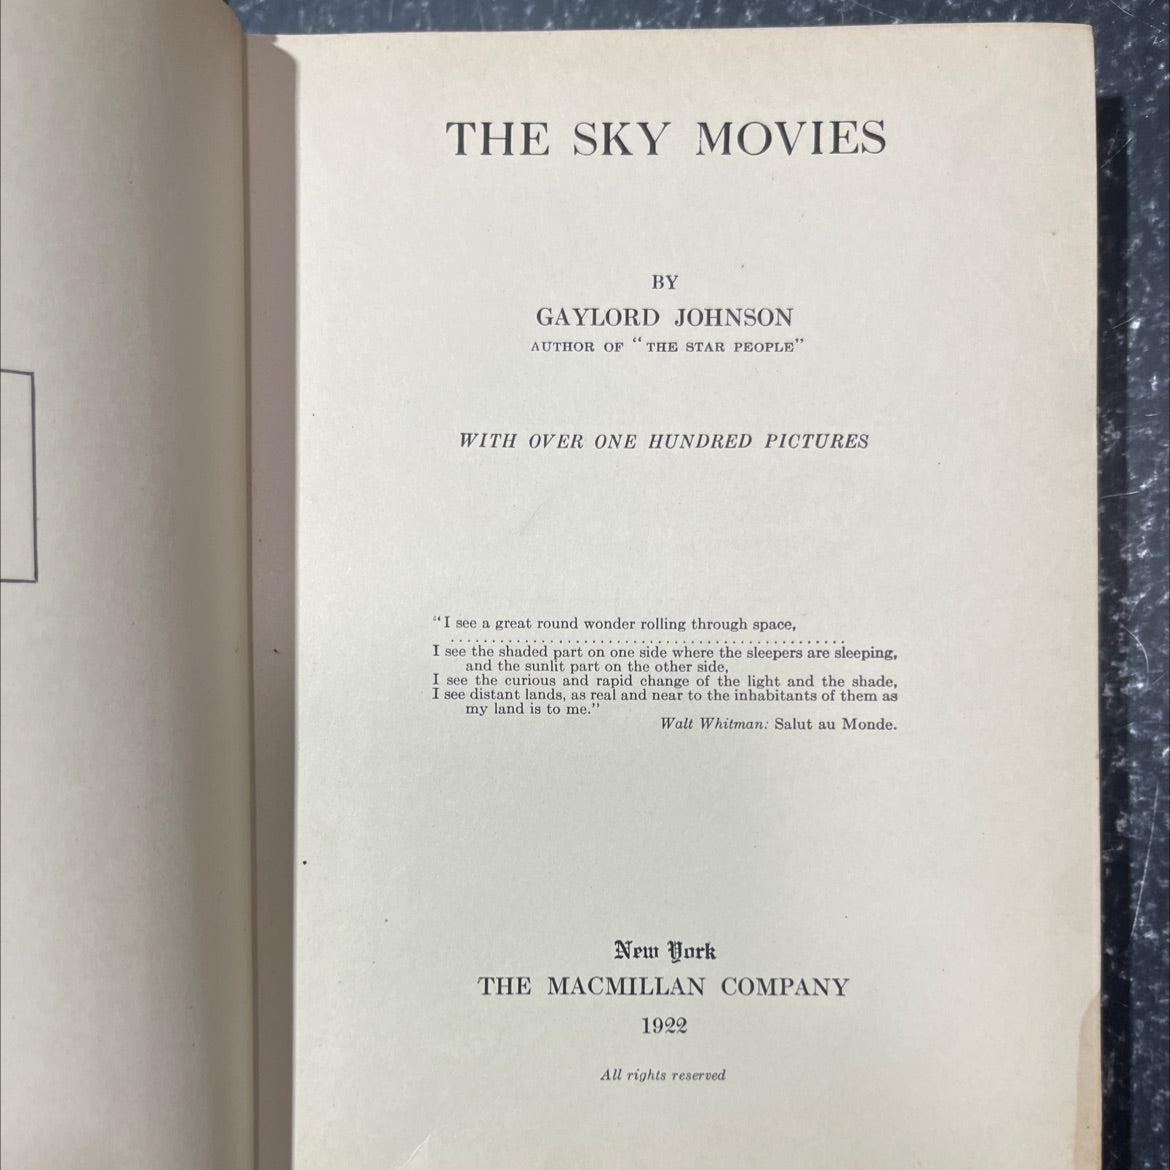 THE SKY MOVIES
BY
GAYLORD JOHNSON
AUTHOR OF "THE STAR PEOPLE"
WITH OVER ONE HUNDRED PICTURES
"I see a great round wonder rolling through space,
................................................
I see the shaded part on one side where the sleepers are sleeping,
and the sunlit part on the other side,
I see the curious and rapid change of the light and the shade,
I see distant lands, as real and near to the inhabitants of them as
my land is to me."
Walt Whitman: Salut au Monde.
New York
THE MACMILLAN COMPANY
1922
All rights reserved